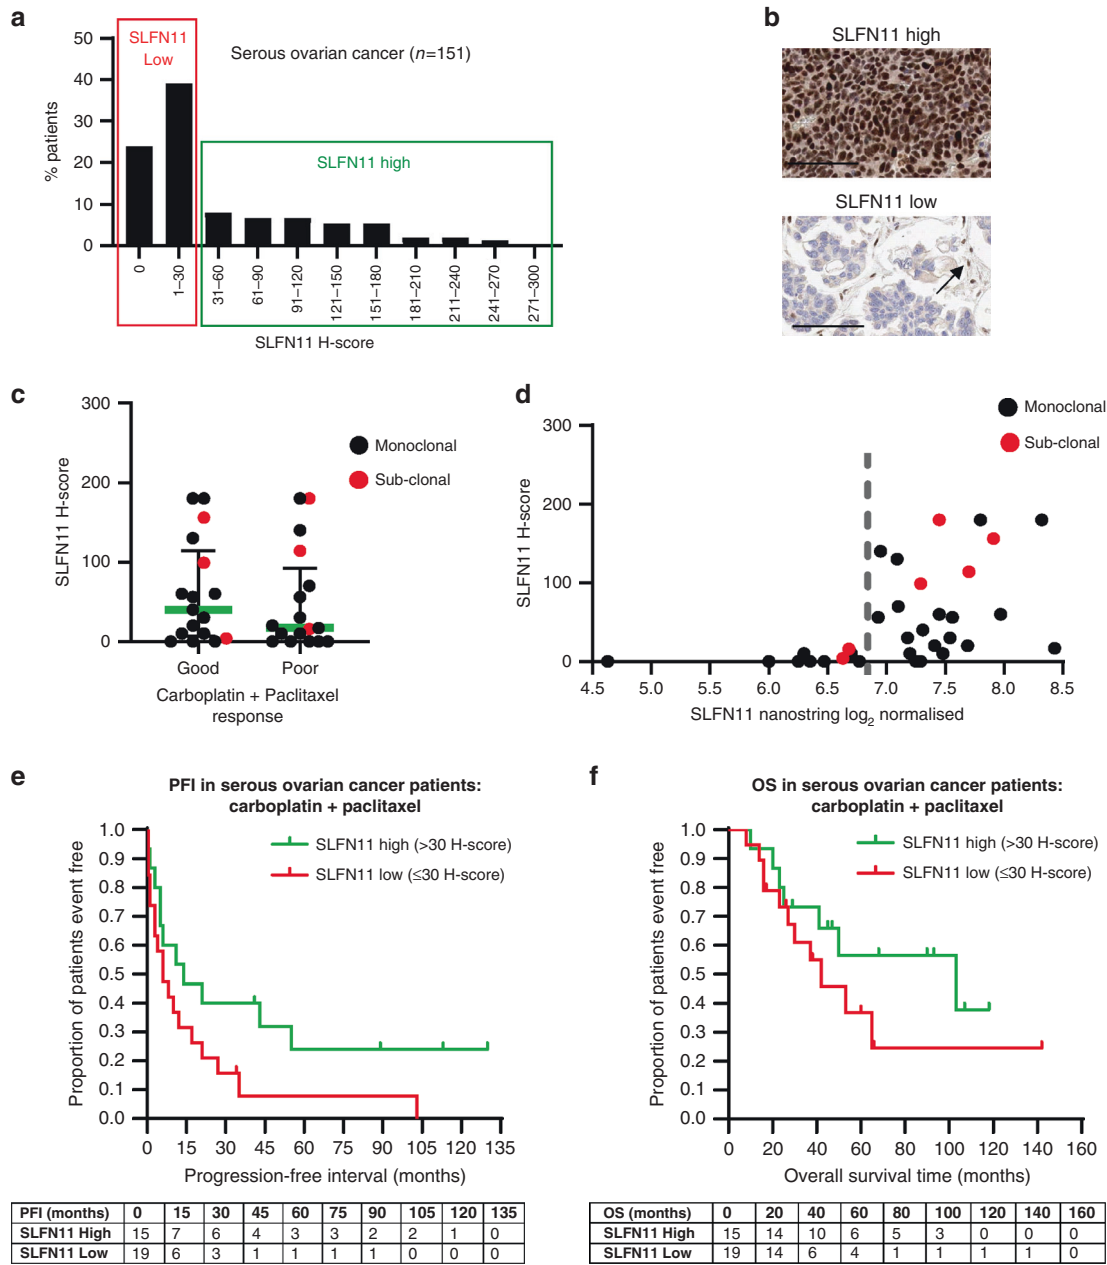 a
SLFN11
Low
Serous ovarian cancer (n=151)
SLFN11 high
% patients
50
40
30
20
10
0
0
1–30
31–60
61–90
91–120
121–150
151–180
181–210
211–240
241–270
271–300
SLFN11 H-score
b
SLFN11 high
SLFN11 low
c
SLFN11 H-score
300
200
100
0
Monoclonal
Sub-clonal
Good
Poor
Carboplatin + Paclitaxel
response
d
Monoclonal
Sub-clonal
SLFN11 H-score
300
200
100
0
4.5 5.0 5.5 6.0 6.5 7.0 7.5 8.0 8.5
SLFN11 nanostring log2 normalised
e
PFI in serous ovarian cancer patients:
carboplatin + paclitaxel
SLFN11 high (>30 H-score)
SLFN11 low (≤30 H-score)
Proportion of patients event free
1.0
0.9
0.8
0.7
0.6
0.5
0.4
0.3
0.2
0.1
0.0
0 15 30 45 60 75 90 105 120 135
Progression-free interval (months)
PFI (months) 0 15 30 45 60 75 90 105 120 135
SLFN11 High 15 7 6 4 3 3 2 2 1 0
SLFN11 Low 19 6 3 1 1 1 1 0 0 0
f
OS in serous ovarian cancer patients:
carboplatin + paclitaxel
SLFN11 high (>30 H-score)
SLFN11 low (≤30 H-score)
Proportion of patients event free
1.0
0.9
0.8
0.7
0.6
0.5
0.4
0.3
0.2
0.1
0.0
0 20 40 60 80 100 120 140 160
Overall survival time (months)
OS (months) 0 20 40 60 80 100 120 140 160
SLFN11 High 15 14 10 6 5 3 0 0 0
SLFN11 Low 19 14 6 4 1 1 1 1 0